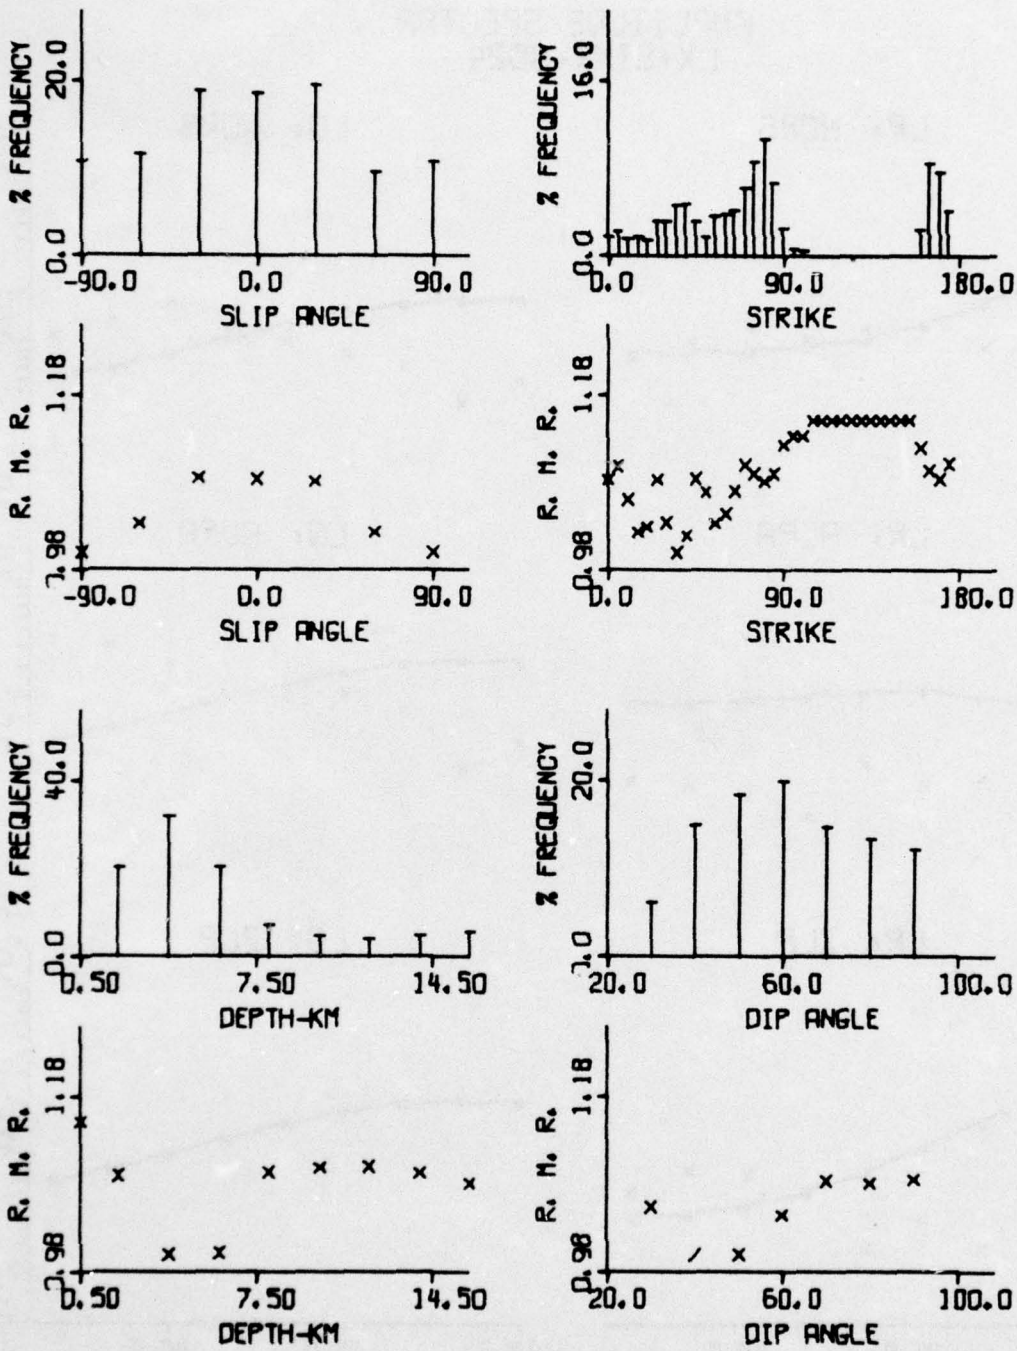 % FREQUENCY
20.0
0.0
-90.0 0.0 90.0
SLIP ANGLE
% FREQUENCY
16.0
0.0
0.0 90.0 180.0
STRIKE
R. M. R.
1.18
0.98
-90.0 0.0 90.0
SLIP ANGLE
R. M. R.
1.18
0.98
0.0 90.0 180.0
STRIKE
% FREQUENCY
40.0
0.0
0.50 7.50 14.50
DEPTH-KM
% FREQUENCY
20.0
0.0
20.0 60.0 100.0
DIP ANGLE
R. M. R.
1.18
0.98
0.50 7.50 14.50
DEPTH-KM
R. M. R.
1.18
0.98
20.0 60.0 100.0
DIP ANGLE